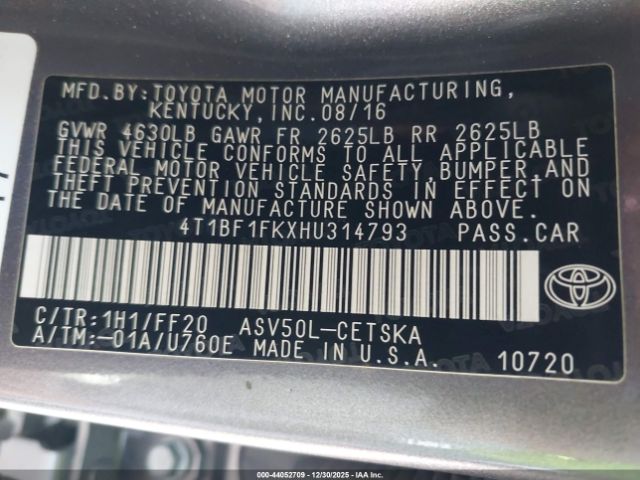 MFD.BY:TOYOTA MOTOR MANUFACTURING,
KENTUCKY,INC.08/16
GVWR 4630LB GAWR FR 2625LB RR 2625LB
THIS VEHICLE CONFORMS TO ALL APPLICABLE
FEDERAL MOTOR VEHICLE SAFETY,BUMPER,AND
THEFT PREVENTION STANDARDS IN EFFECT ON
THE DATE OF MANUFACTURE SHOWN ABOVE.
4T1BF1FKXHU314793 PASS.CAR
C/TR:1H1/FF20 ASV50L-CETSKA
A/TM:-01A/U760E MADE IN U.S.A. 10720
TOYOTA
000-44052709 - 12/30/2025 - IAA, Inc.